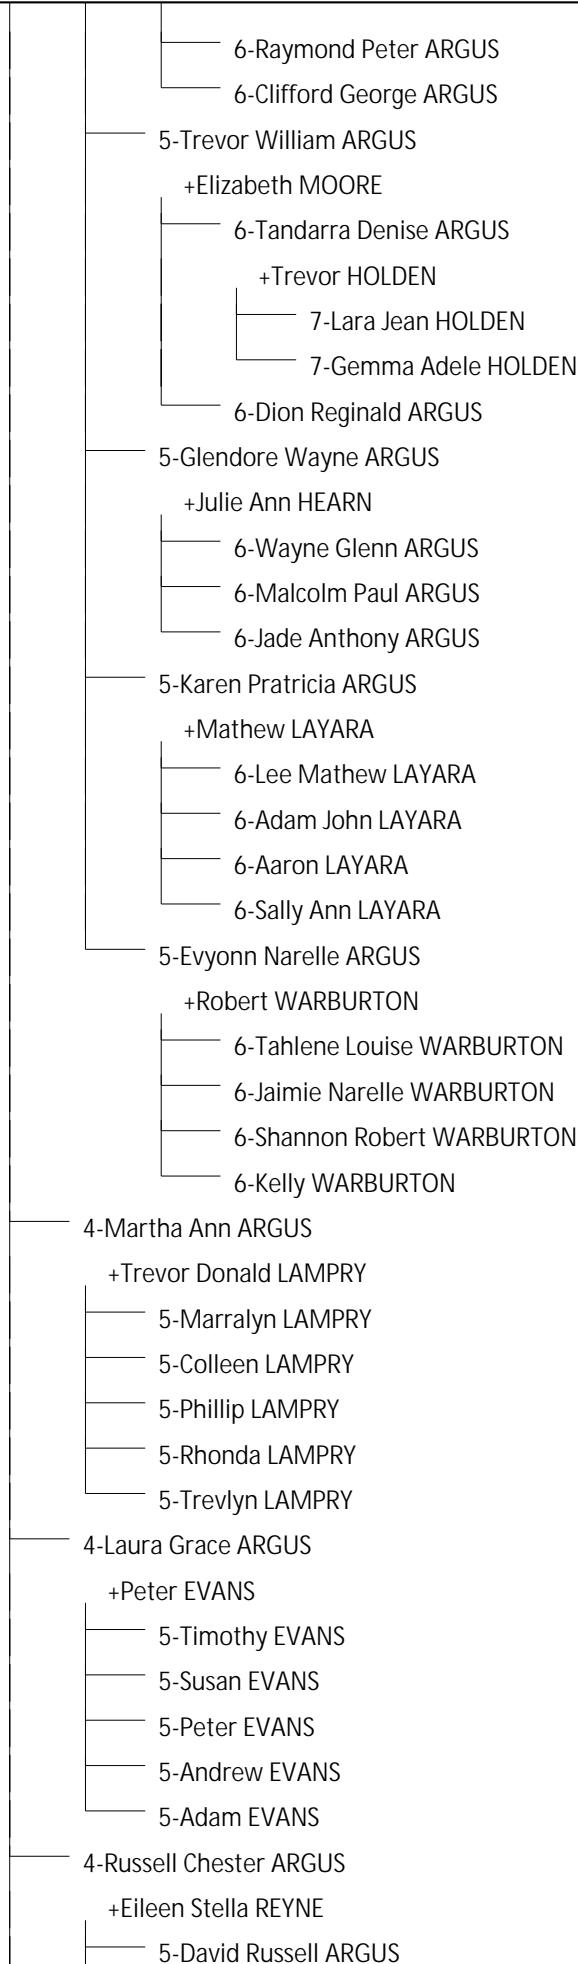 6-Raymond Peter ARGUS
6-Clifford George ARGUS
5-Trevor William ARGUS
+Elizabeth MOORE
6-Tandarra Denise ARGUS
+Trevor HOLDEN
7-Lara Jean HOLDEN
7-Gemma Adele HOLDEN
6-Dion Reginald ARGUS
5-Glendore Wayne ARGUS
+Julie Ann HEARN
6-Wayne Glenn ARGUS
6-Malcolm Paul ARGUS
6-Jade Anthony ARGUS
5-Karen Pratricia ARGUS
+Mathew LAYARA
6-Lee Mathew LAYARA
6-Adam John LAYARA
6-Aaron LAYARA
6-Sally Ann LAYARA
5-Evyonn Narelle ARGUS
+Robert WARBURTON
6-Tahlene Louise WARBURTON
6-Jaimie Narelle WARBURTON
6-Shannon Robert WARBURTON
6-Kelly WARBURTON
4-Martha Ann ARGUS
+Trevor Donald LAMPRY
5-Marralyn LAMPRY
5-Colleen LAMPRY
5-Phillip LAMPRY
5-Rhonda LAMPRY
5-Trevlyn LAMPRY
4-Laura Grace ARGUS
+Peter EVANS
5-Timothy EVANS
5-Susan EVANS
5-Peter EVANS
5-Andrew EVANS
5-Adam EVANS
4-Russell Chester ARGUS
+Eileen Stella REYNE
5-David Russell ARGUS